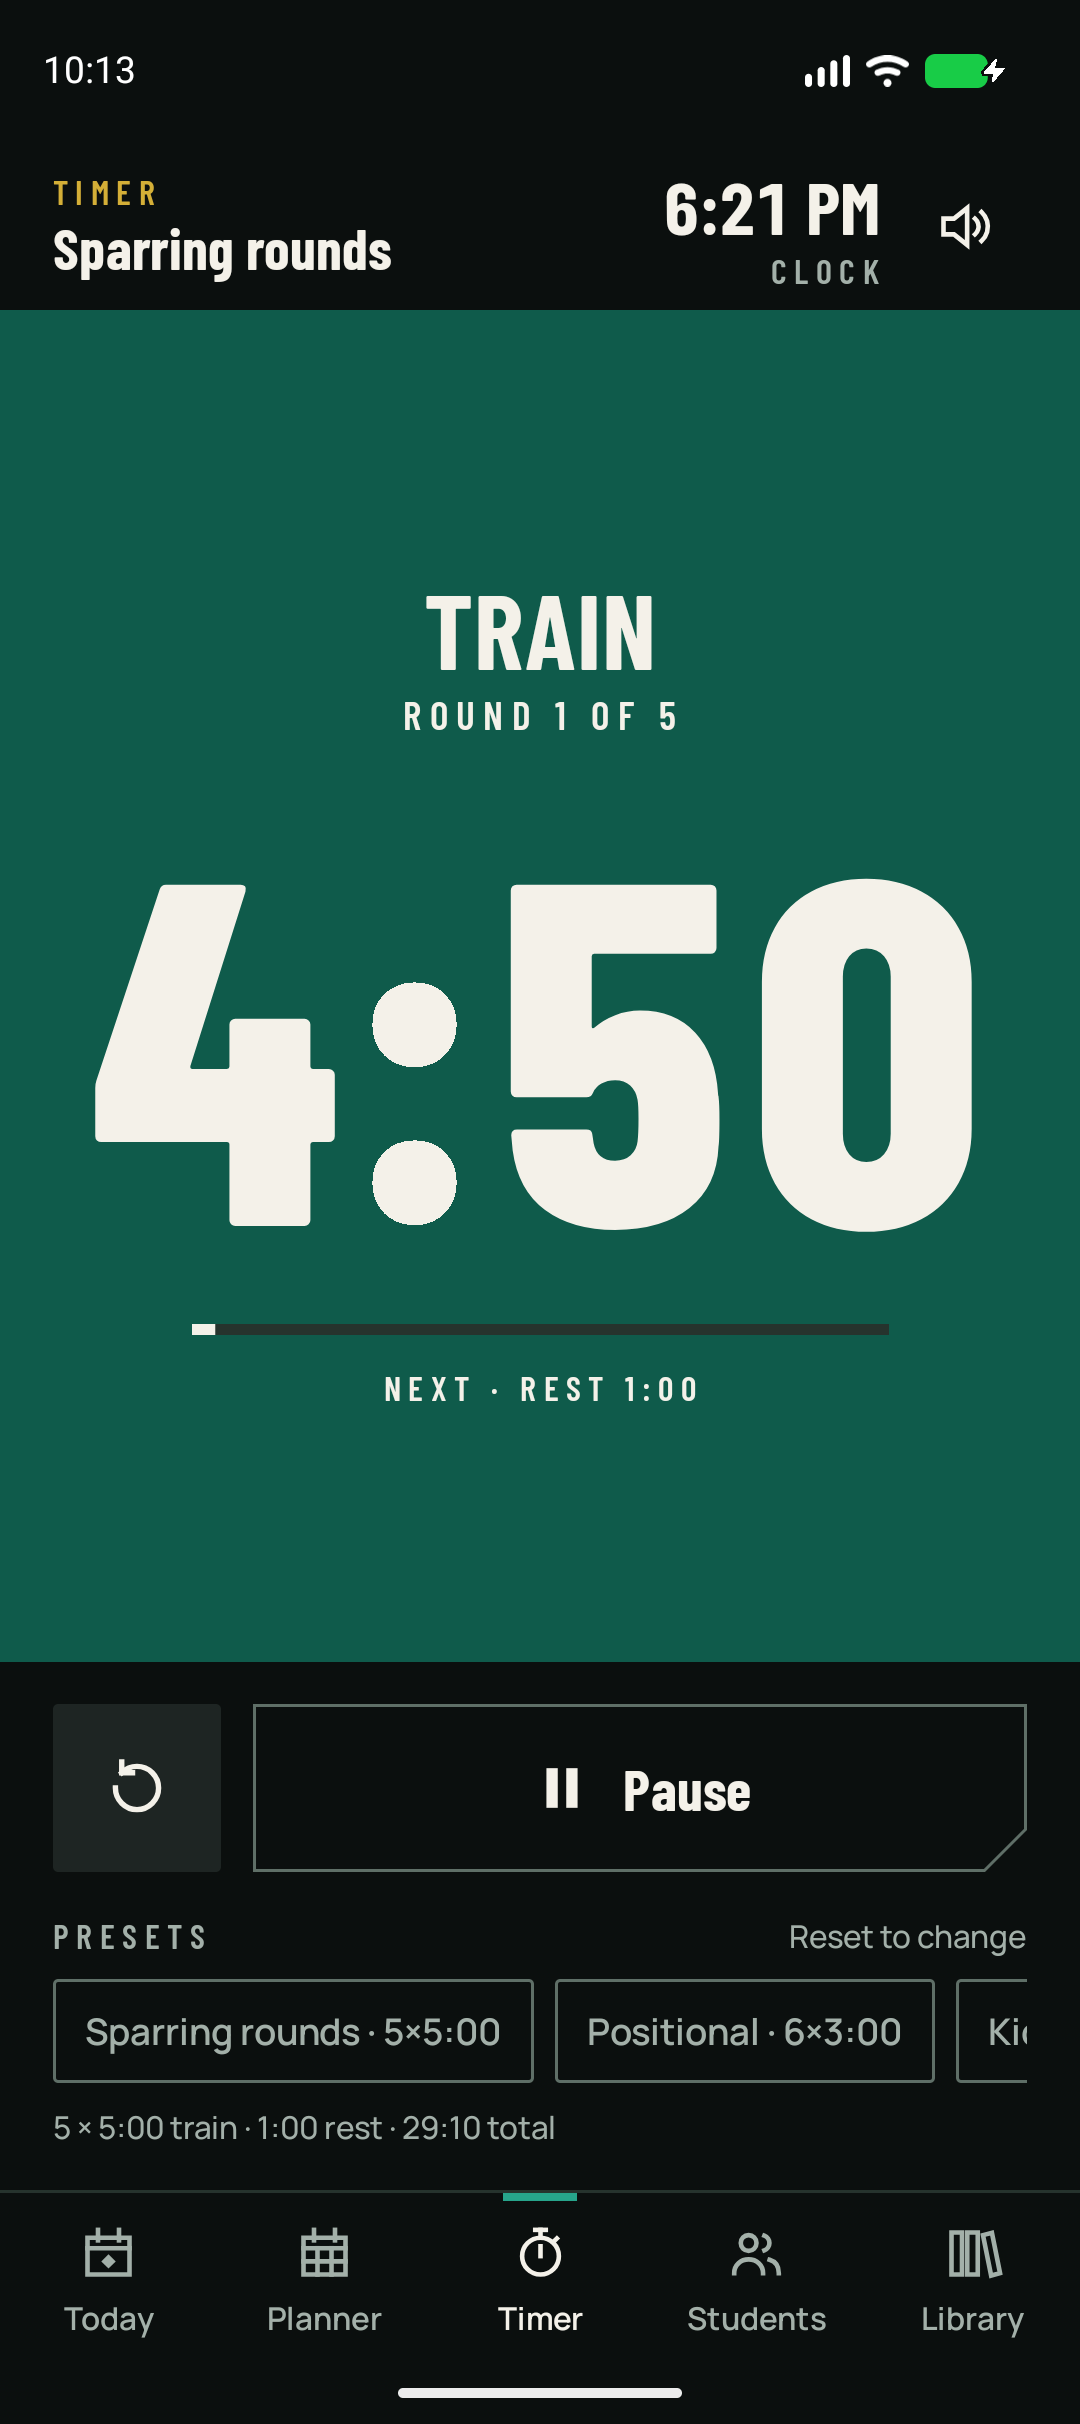 10:13
TIMER
Sparring rounds
6:21 PM
CLOCK
TRAIN
ROUND 1 OF 5
4:50
NEXT · REST 1:00
Pause
PRESETS
Reset to change
Sparring rounds · 5×5:00
Positional · 6×3:00
5 × 5:00 train · 1:00 rest · 29:10 total
Today
Planner
Timer
Students
Library